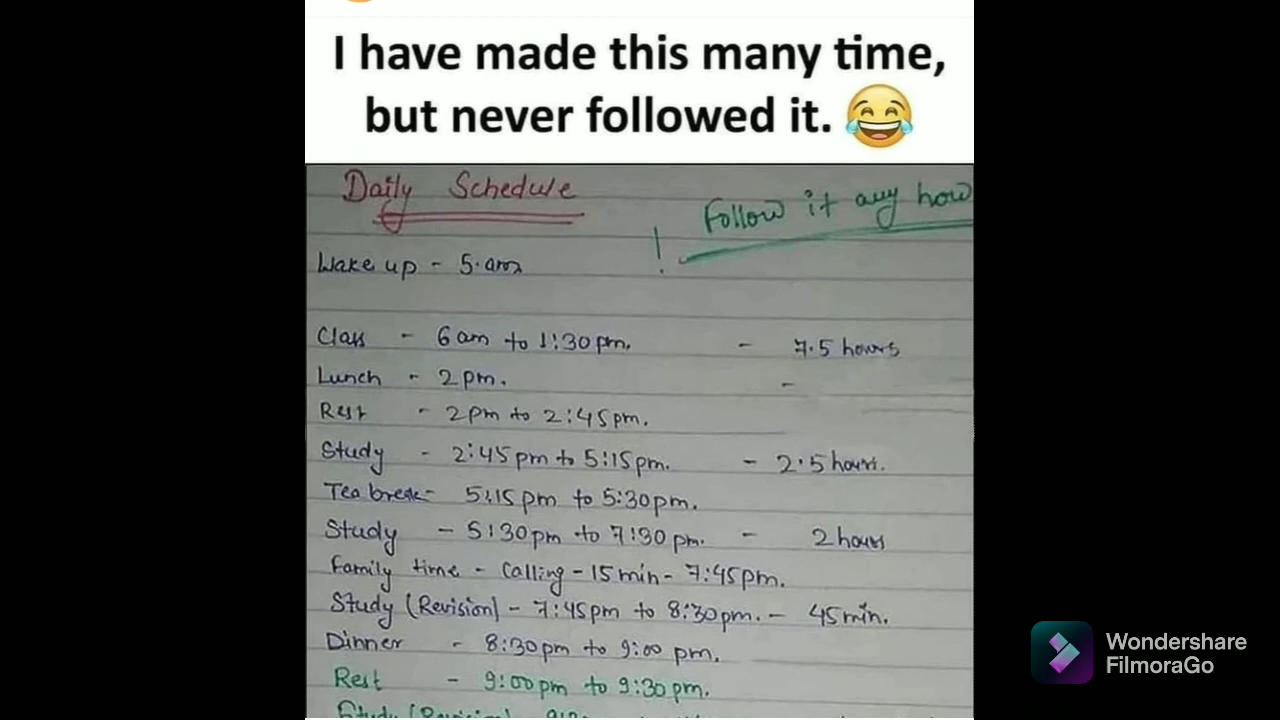 I have made this many time,
but never followed it. 😂
Daily Schedule
Follow it any how
!
Wake up - 5.am
Class - 6 am to 1:30 pm. - 7.5 hours
Lunch - 2 pm. -
Rest - 2 pm to 2:45 pm.
Study - 2:45 pm to 5:15 pm. - 2.5 hours.
Tea break - 5:15 pm to 5:30 pm.
Study - 5:30 pm to 7:30 pm. - 2 hours
Family time - Calling - 15 min - 7:45 pm.
Study (Revision) - 7:45 pm to 8:30 pm. - 45 min.
Dinner - 8:30 pm to 9:00 pm.
Rest - 9:00 pm to 9:30 pm.
Study (Revision)
Wondershare
FilmoraGo